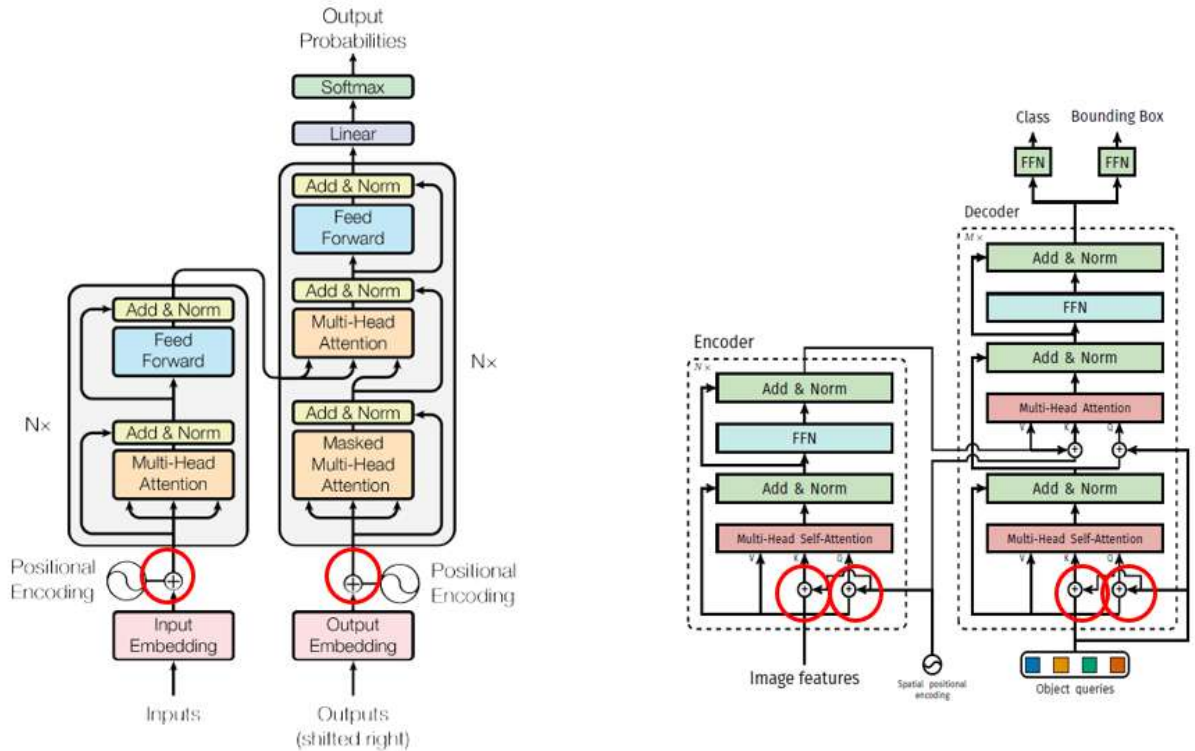 Output
Probabilities
Softmax
Linear
Add & Norm
Feed
Forward
Add & Norm
Multi-Head
Attention
Nx
Add & Norm
Masked
Multi-Head
Attention
Add & Norm
Feed
Forward
Nx
Add & Norm
Multi-Head
Attention
Positional
Encoding
Positional
Encoding
Input
Embedding
Output
Embedding
Inputs
Outputs
(shifted right)
Class
Bounding Box
FFN
FFN
Decoder
M×
Add & Norm
FFN
Add & Norm
Multi-Head Attention
V K Q
Add & Norm
Multi-Head Self-Attention
V K Q
Encoder
N×
Add & Norm
FFN
Add & Norm
Multi-Head Self-Attention
V K Q
Image features
Spatial positional
encoding
Object queries